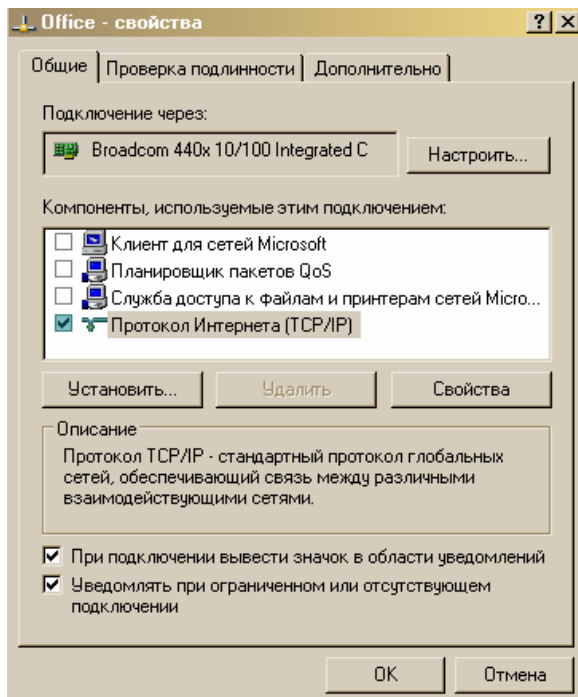 Office - свойства
Общие
Проверка подлинности
Дополнительно
Подключение через:
Broadcom 440x 10/100 Integrated C
Настроить...
Компоненты, используемые этим подключением:
Клиент для сетей Microsoft
Планировщик пакетов QoS
Служба доступа к файлам и принтерам сетей Micro...
Протокол Интернета (TCP/IP)
Установить...
Удалить
Свойства
Описание
Протокол TCP/IP - стандартный протокол глобальных
сетей, обеспечивающий связь между различными
взаимодействующими сетями.
При подключении вывести значок в области уведомлений
Уведомлять при ограниченном или отсутствующем
подключении
OK
Отмена